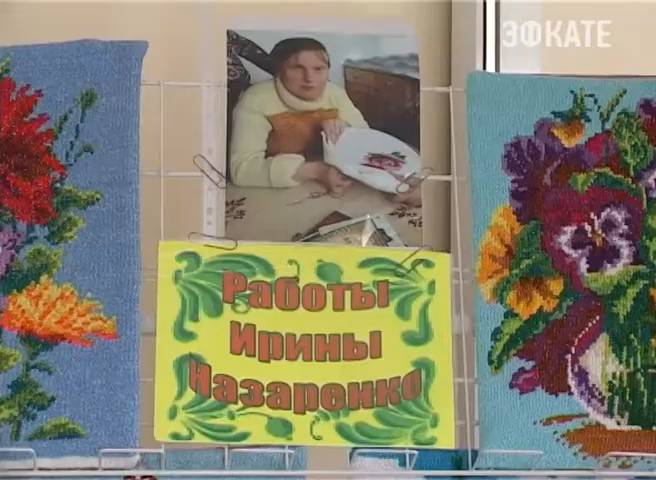 ЭФКАТЕ
Работы
Ирины
Назаренко